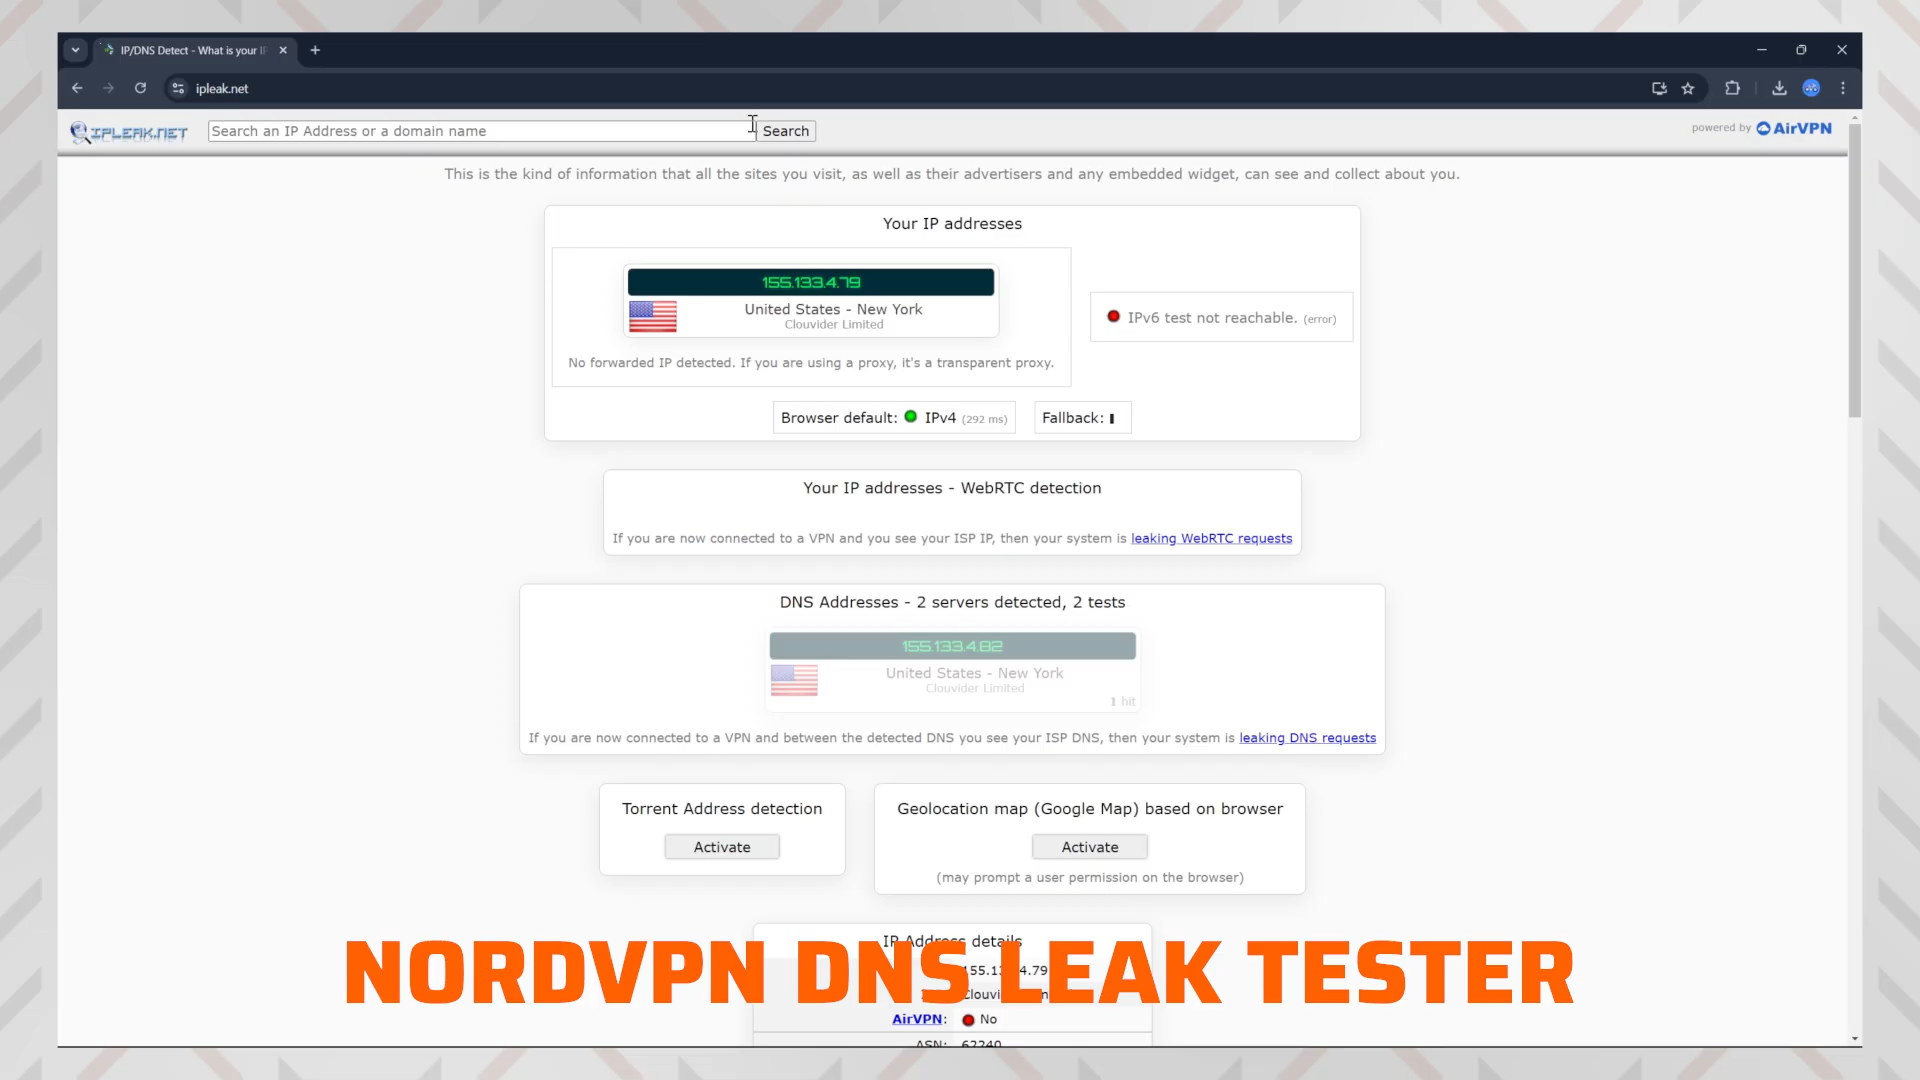 IP/DNS Detect - What is your I
ipleak.net
IPLEAK.NET
Search an IP Address or a domain name
Search
powered by AirVPN
This is the kind of information that all the sites you visit, as well as their advertisers and any embedded widget, can see and collect about you.
Your IP addresses
155.133.4.79
United States - New York
Clouvider Limited
No forwarded IP detected. If you are using a proxy, it's a transparent proxy.
IPv6 test not reachable. (error)
Browser default: IPv4 (292 ms)
Fallback:
Your IP addresses - WebRTC detection
If you are now connected to a VPN and you see your ISP IP, then your system is leaking WebRTC requests
DNS Addresses - 2 servers detected, 2 tests
155.133.4.82
United States - New York
Clouvider Limited
1 hit
If you are now connected to a VPN and between the detected DNS you see your ISP DNS, then your system is leaking DNS requests
Torrent Address detection
Activate
Geolocation map (Google Map) based on browser
Activate
(may prompt a user permission on the browser)
IP Address details
NORDVPN DNS LEAK TESTER
AirVPN: No
ASN: 62240